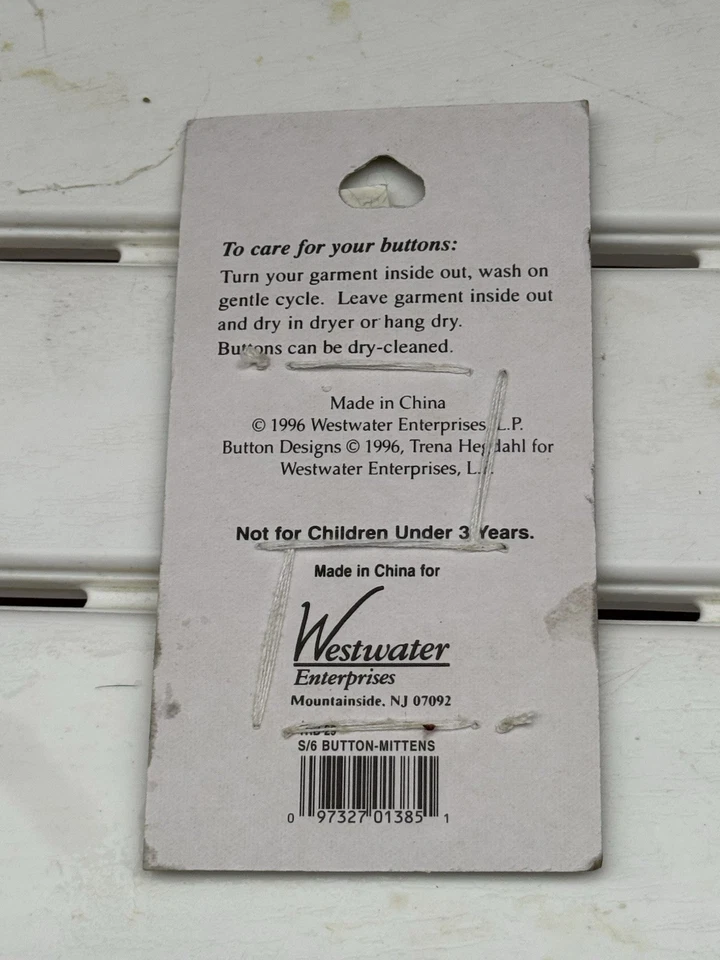 To care for your buttons:
Turn your garment inside out, wash on
gentle cycle. Leave garment inside out
and dry in dryer or hang dry.
Buttons can be dry-cleaned.
Made in China
© 1996 Westwater Enterprises, L.P.
Button Designs © 1996, Trena Hegdahl for
Westwater Enterprises, L.P.
Not for Children Under 3 Years.
Made in China for
Westwater
Enterprises
Mountainside, NJ 07092
S/6 BUTTON-MITTENS
0 97327 01385 1